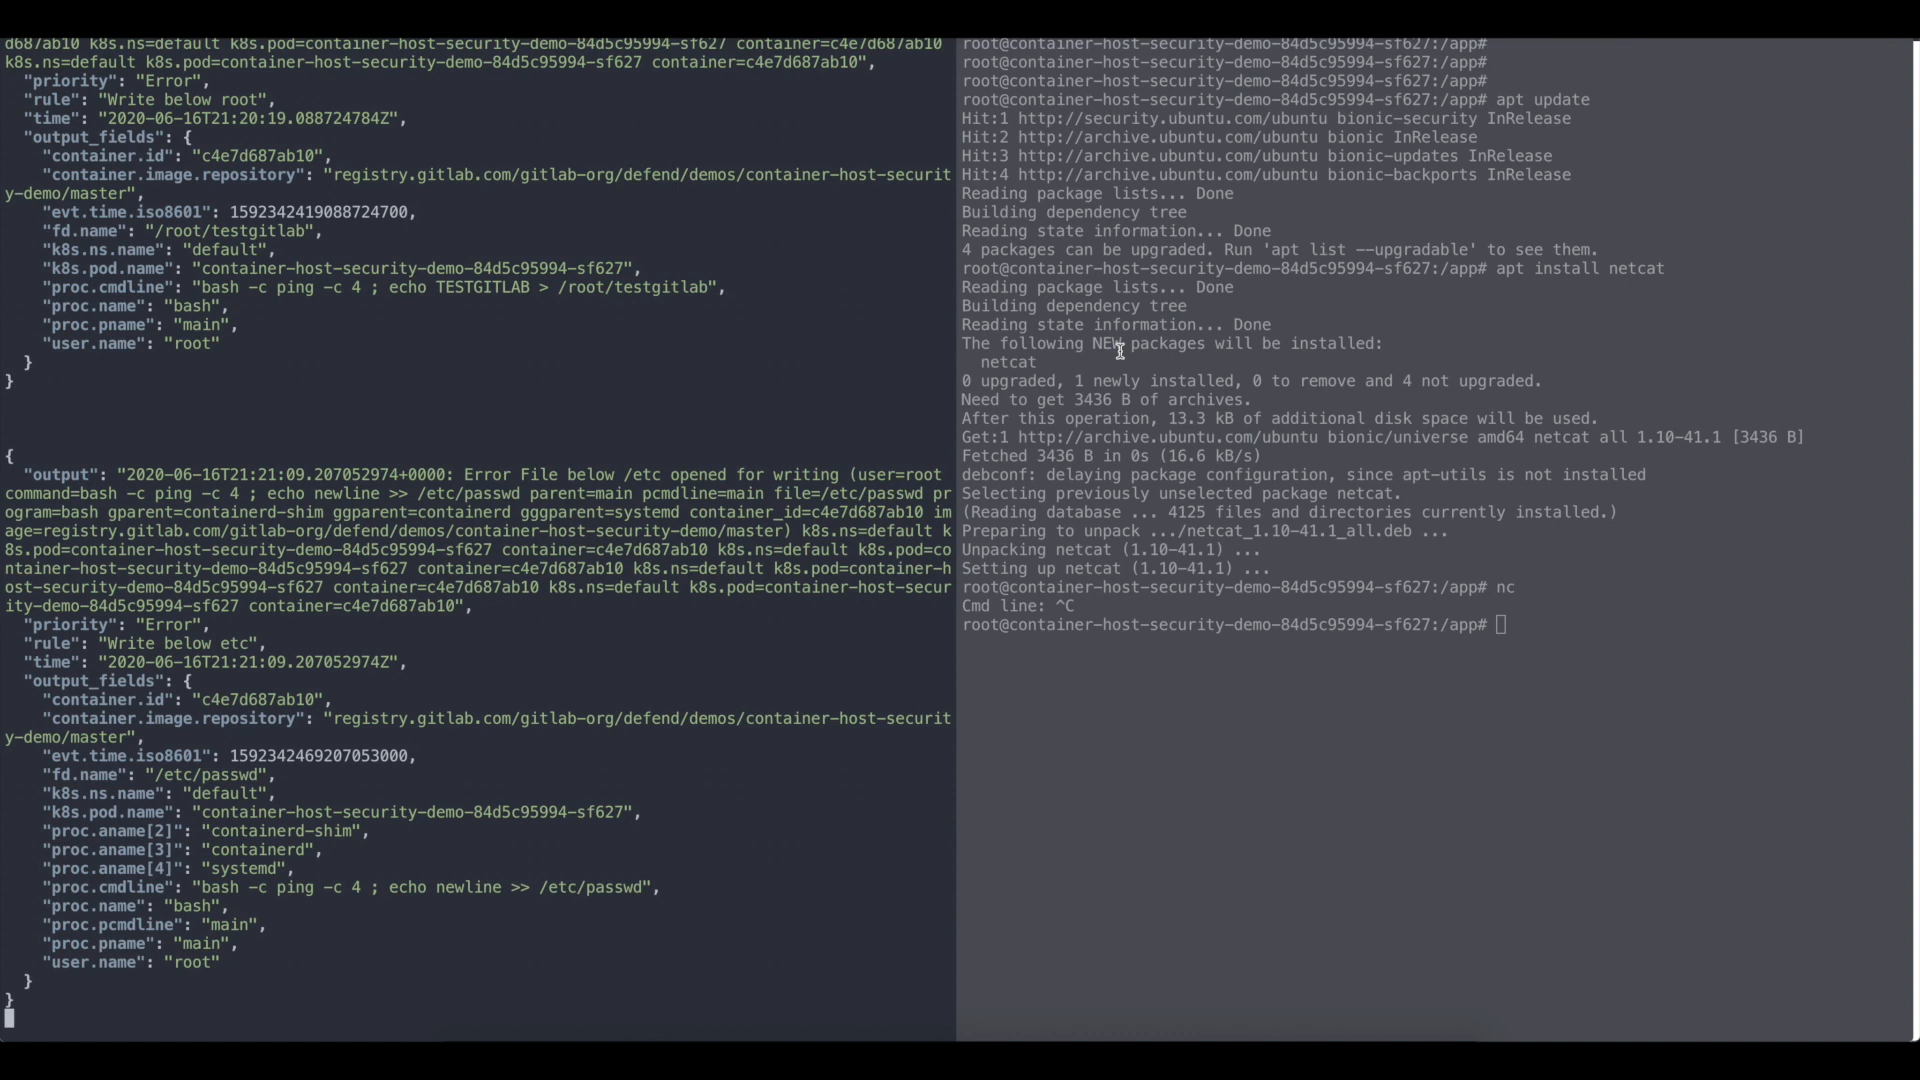 d687ab10 k8s.ns=default k8s.pod=container-host-security-demo-84d5c95994-sf627 container=c4e7d687ab10
k8s.ns=default k8s.pod=container-host-security-demo-84d5c95994-sf627 container=c4e7d687ab10",
"priority": "Error",
"rule": "Write below root",
"time": "2020-06-16T21:20:19.088724784Z",
"output_fields": {
"container.id": "c4e7d687ab10",
"container.image.repository": "registry.gitlab.com/gitlab-org/defend/demos/container-host-securit
y-demo/master",
"evt.time.iso8601": 1592342419088724700,
"fd.name": "/root/testgitlab",
"k8s.ns.name": "default",
"k8s.pod.name": "container-host-security-demo-84d5c95994-sf627",
"proc.cmdline": "bash -c ping -c 4 ; echo TESTGITLAB > /root/testgitlab",
"proc.name": "bash",
"proc.pname": "main",
"user.name": "root"
}
}
{
"output": "2020-06-16T21:21:09.207052974+0000: Error File below /etc opened for writing (user=root
command=bash -c ping -c 4 ; echo newline >> /etc/passwd parent=main pcmdline=main file=/etc/passwd pr
ogram=bash gparent=containerd-shim ggparent=containerd gggparent=systemd container_id=c4e7d687ab10 im
age=registry.gitlab.com/gitlab-org/defend/demos/container-host-security-demo/master) k8s.ns=default k
8s.pod=container-host-security-demo-84d5c95994-sf627 container=c4e7d687ab10 k8s.ns=default k8s.pod=co
ntainer-host-security-demo-84d5c95994-sf627 container=c4e7d687ab10 k8s.ns=default k8s.pod=container-h
ost-security-demo-84d5c95994-sf627 container=c4e7d687ab10 k8s.ns=default k8s.pod=container-host-secur
ity-demo-84d5c95994-sf627 container=c4e7d687ab10",
"priority": "Error",
"rule": "Write below etc",
"time": "2020-06-16T21:21:09.207052974Z",
"output_fields": {
"container.id": "c4e7d687ab10",
"container.image.repository": "registry.gitlab.com/gitlab-org/defend/demos/container-host-securit
y-demo/master",
"evt.time.iso8601": 1592342469207053000,
"fd.name": "/etc/passwd",
"k8s.ns.name": "default",
"k8s.pod.name": "container-host-security-demo-84d5c95994-sf627",
"proc.aname[2]": "containerd-shim",
"proc.aname[3]": "containerd",
"proc.aname[4]": "systemd",
"proc.cmdline": "bash -c ping -c 4 ; echo newline >> /etc/passwd",
"proc.name": "bash",
"proc.pcmdline": "main",
"proc.pname": "main",
"user.name": "root"
}
}
root@container-host-security-demo-84d5c95994-sf627:/app#
root@container-host-security-demo-84d5c95994-sf627:/app#
root@container-host-security-demo-84d5c95994-sf627:/app#
root@container-host-security-demo-84d5c95994-sf627:/app# apt update
Hit:1 http://security.ubuntu.com/ubuntu bionic-security InRelease
Hit:2 http://archive.ubuntu.com/ubuntu bionic InRelease
Hit:3 http://archive.ubuntu.com/ubuntu bionic-updates InRelease
Hit:4 http://archive.ubuntu.com/ubuntu bionic-backports InRelease
Reading package lists... Done
Building dependency tree
Reading state information... Done
4 packages can be upgraded. Run 'apt list --upgradable' to see them.
root@container-host-security-demo-84d5c95994-sf627:/app# apt install netcat
Reading package lists... Done
Building dependency tree
Reading state information... Done
The following NEW packages will be installed:
netcat
0 upgraded, 1 newly installed, 0 to remove and 4 not upgraded.
Need to get 3436 B of archives.
After this operation, 13.3 kB of additional disk space will be used.
Get:1 http://archive.ubuntu.com/ubuntu bionic/universe amd64 netcat all 1.10-41.1 [3436 B]
Fetched 3436 B in 0s (16.6 kB/s)
debconf: delaying package configuration, since apt-utils is not installed
Selecting previously unselected package netcat.
(Reading database ... 4125 files and directories currently installed.)
Preparing to unpack .../netcat_1.10-41.1_all.deb ...
Unpacking netcat (1.10-41.1) ...
Setting up netcat (1.10-41.1) ...
root@container-host-security-demo-84d5c95994-sf627:/app# nc
Cmd line: ^C
root@container-host-security-demo-84d5c95994-sf627:/app#